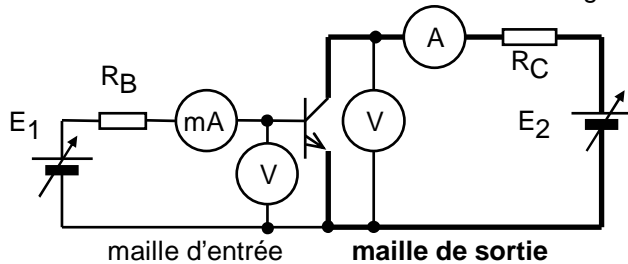 g
A
R_B
R_C
E_1
mA
V
E_2
V
maille d'entrée
maille de sortie